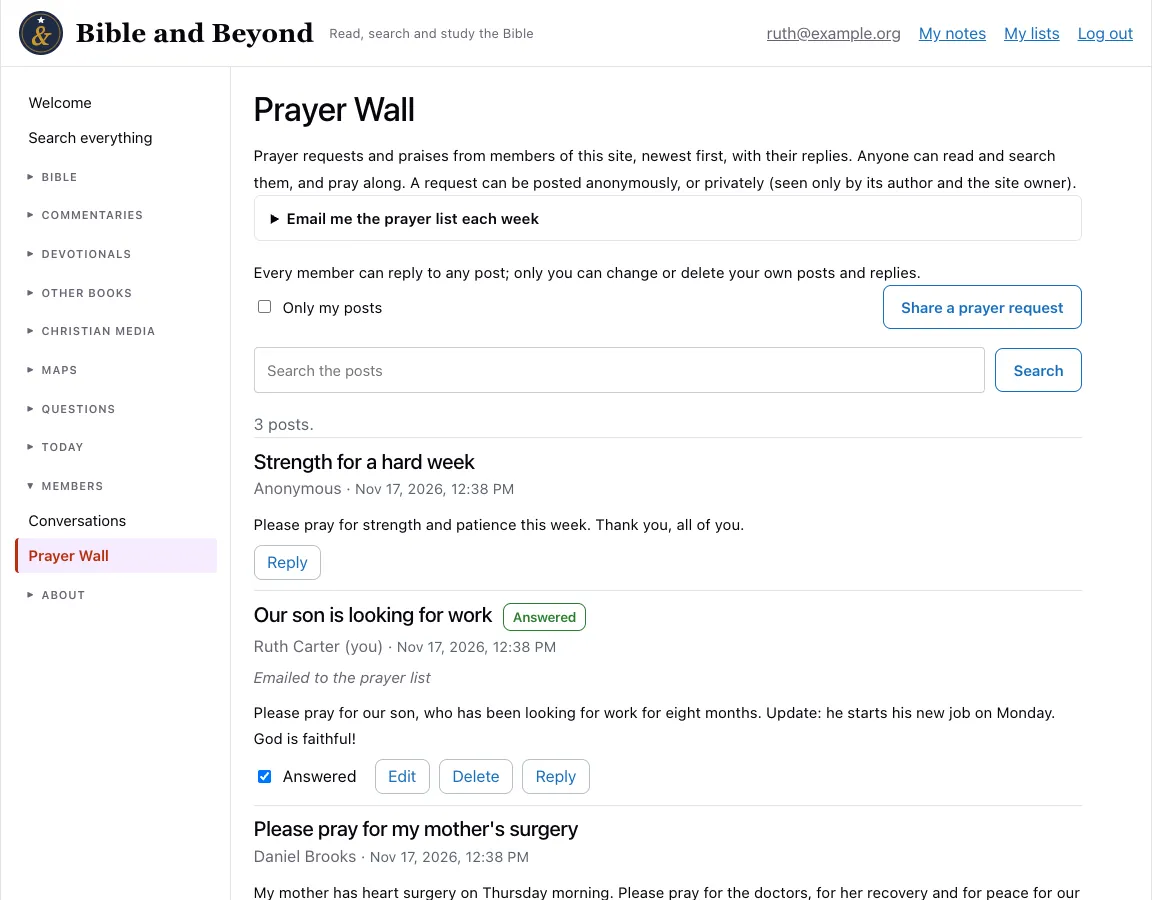 &
Bible and Beyond
Read, search and study the Bible
ruth@example.org
My notes
My lists
Log out
Welcome
Search everything
BIBLE
COMMENTARIES
DEVOTIONALS
OTHER BOOKS
CHRISTIAN MEDIA
MAPS
QUESTIONS
TODAY
MEMBERS
Conversations
Prayer Wall
ABOUT
Prayer Wall
Prayer requests and praises from members of this site, newest first, with their replies. Anyone can read and search
them, and pray along. A request can be posted anonymously, or privately (seen only by its author and the site owner).
Email me the prayer list each week
Every member can reply to any post; only you can change or delete your own posts and replies.
Only my posts
Share a prayer request
Search the posts
Search
3 posts.
Strength for a hard week
Anonymous · Nov 17, 2026, 12:38 PM
Please pray for strength and patience this week. Thank you, all of you.
Reply
Our son is looking for work Answered
Ruth Carter (you) · Nov 17, 2026, 12:38 PM
Emailed to the prayer list
Please pray for our son, who has been looking for work for eight months. Update: he starts his new job on Monday.
God is faithful!
Answered Edit Delete Reply
Please pray for my mother's surgery
Daniel Brooks · Nov 17, 2026, 12:38 PM
My mother has heart surgery on Thursday morning. Please pray for the doctors, for her recovery and for peace for our